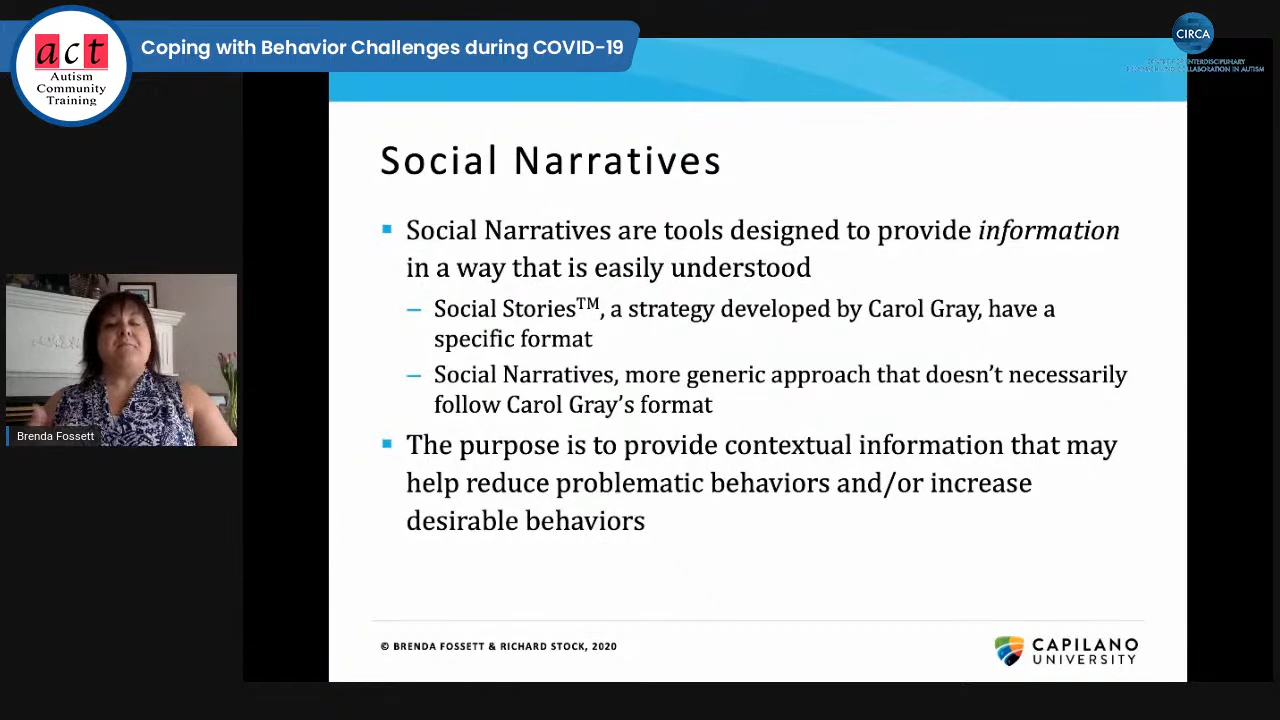 act
Autism
Community
Training
Coping with Behavior Challenges during COVID-19
CIRCA
Social Narratives
Social Narratives are tools designed to provide information
in a way that is easily understood
– Social Stories™, a strategy developed by Carol Gray, have a
specific format
– Social Narratives, more generic approach that doesn’t necessarily
follow Carol Gray’s format
The purpose is to provide contextual information that may
help reduce problematic behaviors and/or increase
desirable behaviors
Brenda Fossett
© BRENDA FOSSETT & RICHARD STOCK, 2020
CAPILANO
UNIVERSITY